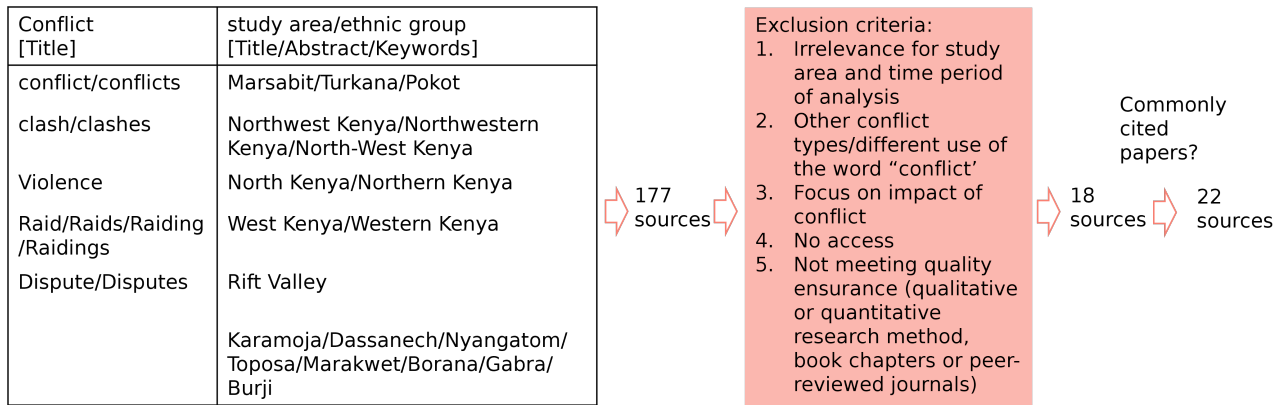 Conflict
[Title]
study area/ethnic group
[Title/Abstract/Keywords]
conflict/conflicts
Marsabit/Turkana/Pokot
clash/clashes
Northwest Kenya/Northwestern
Kenya/North-West Kenya
Violence
North Kenya/Northern Kenya
Raid/Raids/Raiding
/Raidings
West Kenya/Western Kenya
Dispute/Disputes
Rift Valley
Karamoja/Dassanech/Nyangatom/
Toposa/Marakwet/Borana/Gabra/
Burji
177
sources
Exclusion criteria:
1. Irrelevance for study
area and time period
of analysis
2. Other conflict
types/different use of
the word “conflict’
3. Focus on impact of
conflict
4. No access
5. Not meeting quality
ensurance (qualitative
or quantitative
research method,
book chapters or peer-
reviewed journals)
18
sources
Commonly
cited
papers?
22
sources